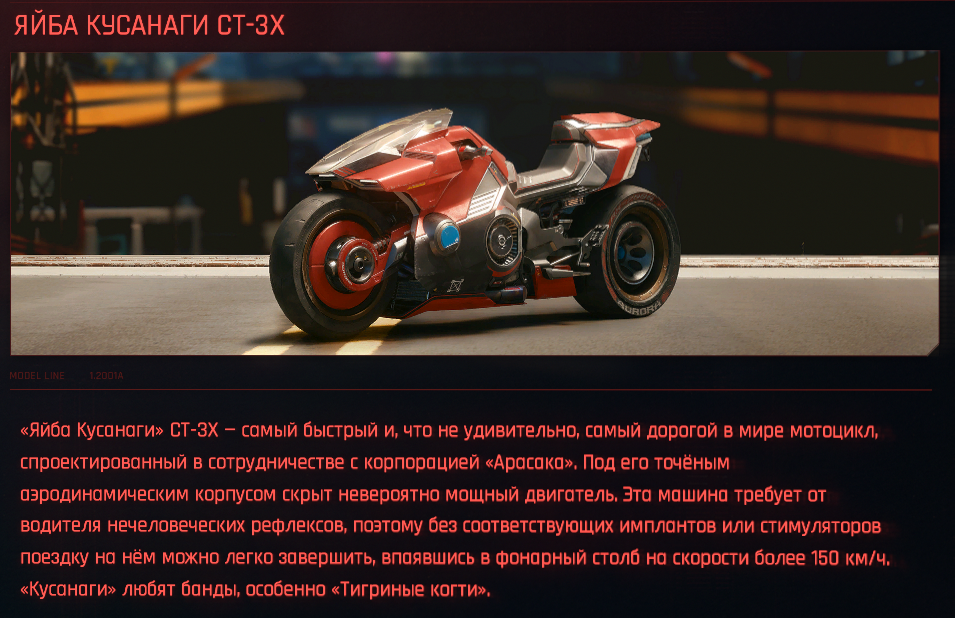 ЯЙБА КУСАНАГИ CT-3X
AURORA
MODEL LINE 1.2001A
«Яйба Кусанаги» CT-3X — самый быстрый и, что не удивительно, самый дорогой в мире мотоцикл,
спроектированный в сотрудничестве с корпорацией «Арасака». Под его точёным
аэродинамическим корпусом скрыт невероятно мощный двигатель. Эта машина требует от
водителя нечеловеческих рефлексов, поэтому без соответствующих имплантов или стимуляторов
поездку на нём можно легко завершить, впаявшись в фонарный столб на скорости более 150 км/ч.
«Кусанаги» любят банды, особенно «Тигриные когти».